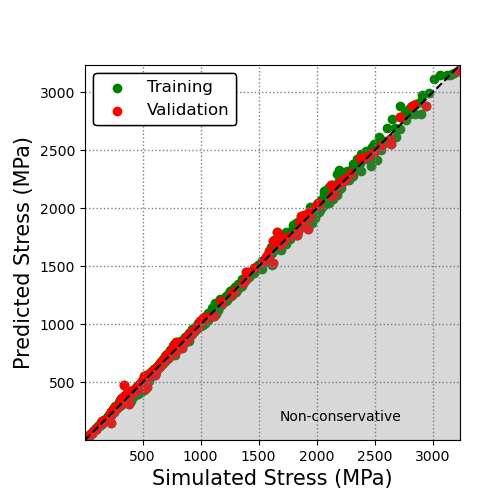 Training
Validation
3000
2500
2000
1500
1000
500
Predicted Stress (MPa)
Non-conservative
500
1000
1500
2000
2500
3000
Simulated Stress (MPa)